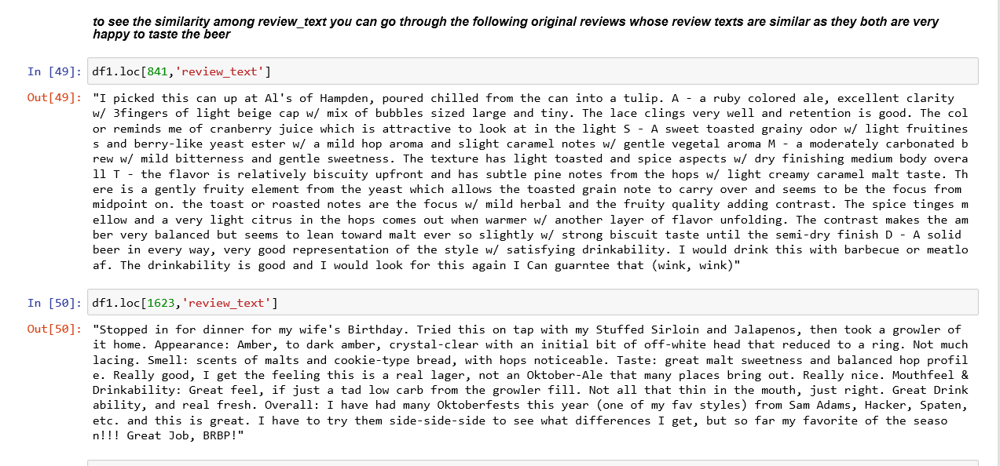 to see the similarity among review_text you can go through the following original reviews whose review texts are similar as they both are very
happy to taste the beer
In [49]: df1.loc[841,'review_text']
Out[49]: "I picked this can up at Al's of Hampden, poured chilled from the can into a tulip. A - a ruby colored ale, excellent clarity
w/ 3fingers of light beige cap w/ mix of bubbles sized large and tiny. The lace clings very well and retention is good. The col
or reminds me of cranberry juice which is attractive to look at in the light S - A sweet toasted grainy odor w/ light fruitines
s and berry-like yeast ester w/ a mild hop aroma and slight caramel notes w/ gentle vegetal aroma M - a moderately carbonated b
rew w/ mild bitterness and gentle sweetness. The texture has light toasted and spice aspects w/ dry finishing medium body overa
ll T - the flavor is relatively biscuity upfront and has subtle pine notes from the hops w/ light creamy caramel malt taste. Th
ere is a gently fruity element from the yeast which allows the toasted grain note to carry over and seems to be the focus from
midpoint on. the toast or roasted notes are the focus w/ mild herbal and the fruity quality adding contrast. The spice tinges m
ellow and a very light citrus in the hops comes out when warmer w/ another layer of flavor unfolding. The contrast makes the am
ber very balanced but seems to lean toward malt ever so slightly w/ strong biscuit taste until the semi-dry finish D - A solid
beer in every way, very good representation of the style w/ satisfying drinkability. I would drink this with barbecue or meatlo
af. The drinkability is good and I would look for this again I Can guarntee that (wink, wink)"
In [50]: df1.loc[1623,'review_text']
Out[50]: "Stopped in for dinner for my wife's Birthday. Tried this on tap with my Stuffed Sirloin and Jalapenos, then took a growler of
it home. Appearance: Amber, to dark amber, crystal-clear with an initial bit of off-white head that reduced to a ring. Not much
lacing. Smell: scents of malts and cookie-type bread, with hops noticeable. Taste: great malt sweetness and balanced hop profil
e. Really good, I get the feeling this is a real lager, not an Oktober-Ale that many places bring out. Really nice. Mouthfeel &
Drinkability: Great feel, if just a tad low carb from the growler fill. Not all that thin in the mouth, just right. Great Drink
ability, and real fresh. Overall: I have had many Oktoberfests this year (one of my fav styles) from Sam Adams, Hacker, Spaten,
etc. and this is great. I have to try them side-side-side to see what differences I get, but so far my favorite of the seaso
n!!! Great Job, BRBP!"